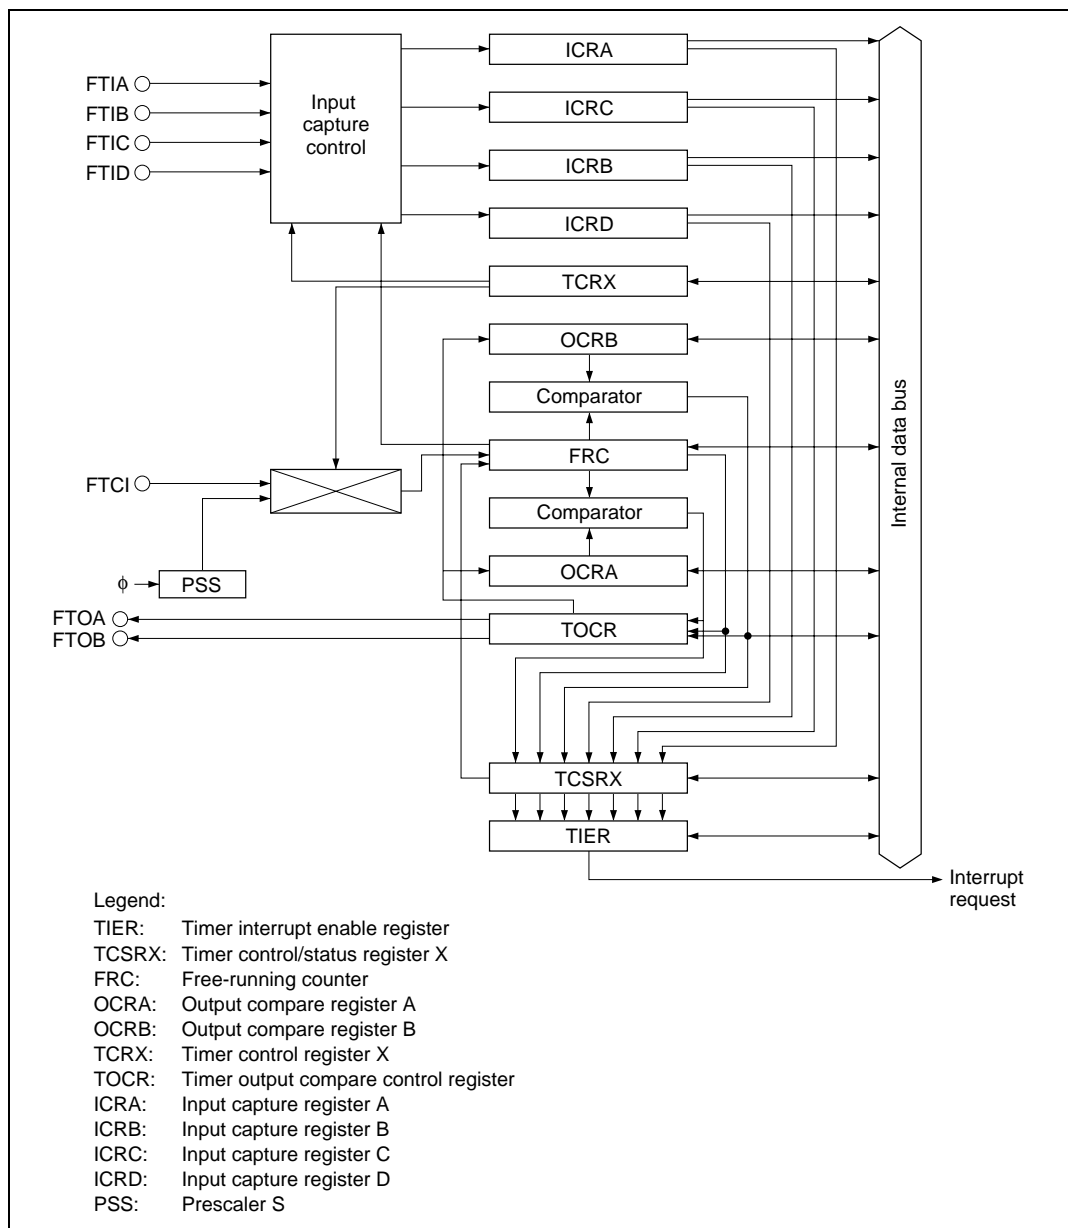 ICRA
FTIA
FTIB
FTIC
FTID
Input
capture
control
ICRC
ICRB
ICRD
TCRX
OCRB
Comparator
FRC
FTCI
Comparator
OCRA
ϕ
PSS
FTOA
FTOB
TOCR
TCSRX
TIER
Internal data bus
Interrupt
request
Legend:
TIER: Timer interrupt enable register
TCSRX: Timer control/status register X
FRC: Free-running counter
OCRA: Output compare register A
OCRB: Output compare register B
TCRX: Timer control register X
TOCR: Timer output compare control register
ICRA: Input capture register A
ICRB: Input capture register B
ICRC: Input capture register C
ICRD: Input capture register D
PSS: Prescaler S